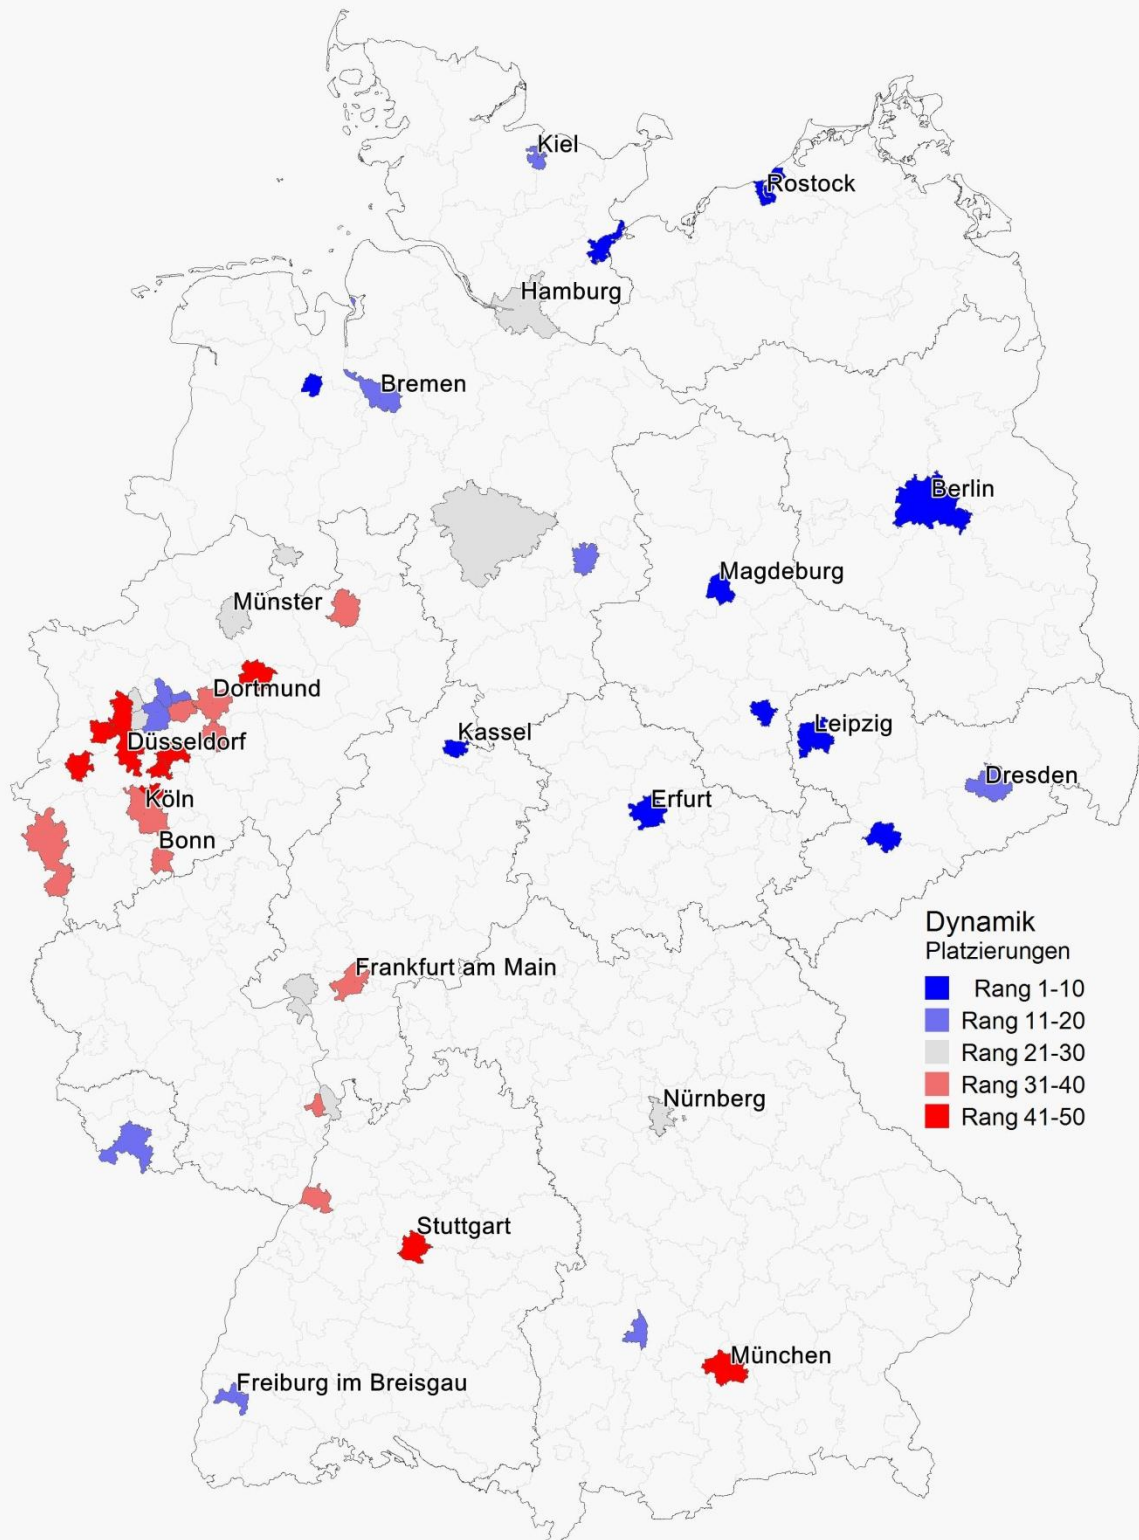 Kiel
Rostock
Hamburg
Bremen
Berlin
Magdeburg
Münster
Dortmund
Düsseldorf
Kassel
Leipzig
Dresden
Köln
Erfurt
Bonn
Dynamik
Platzierungen
Rang 1-10
Rang 11-20
Rang 21-30
Rang 31-40
Rang 41-50
Frankfurt am Main
Nürnberg
Stuttgart
München
Freiburg im Breisgau